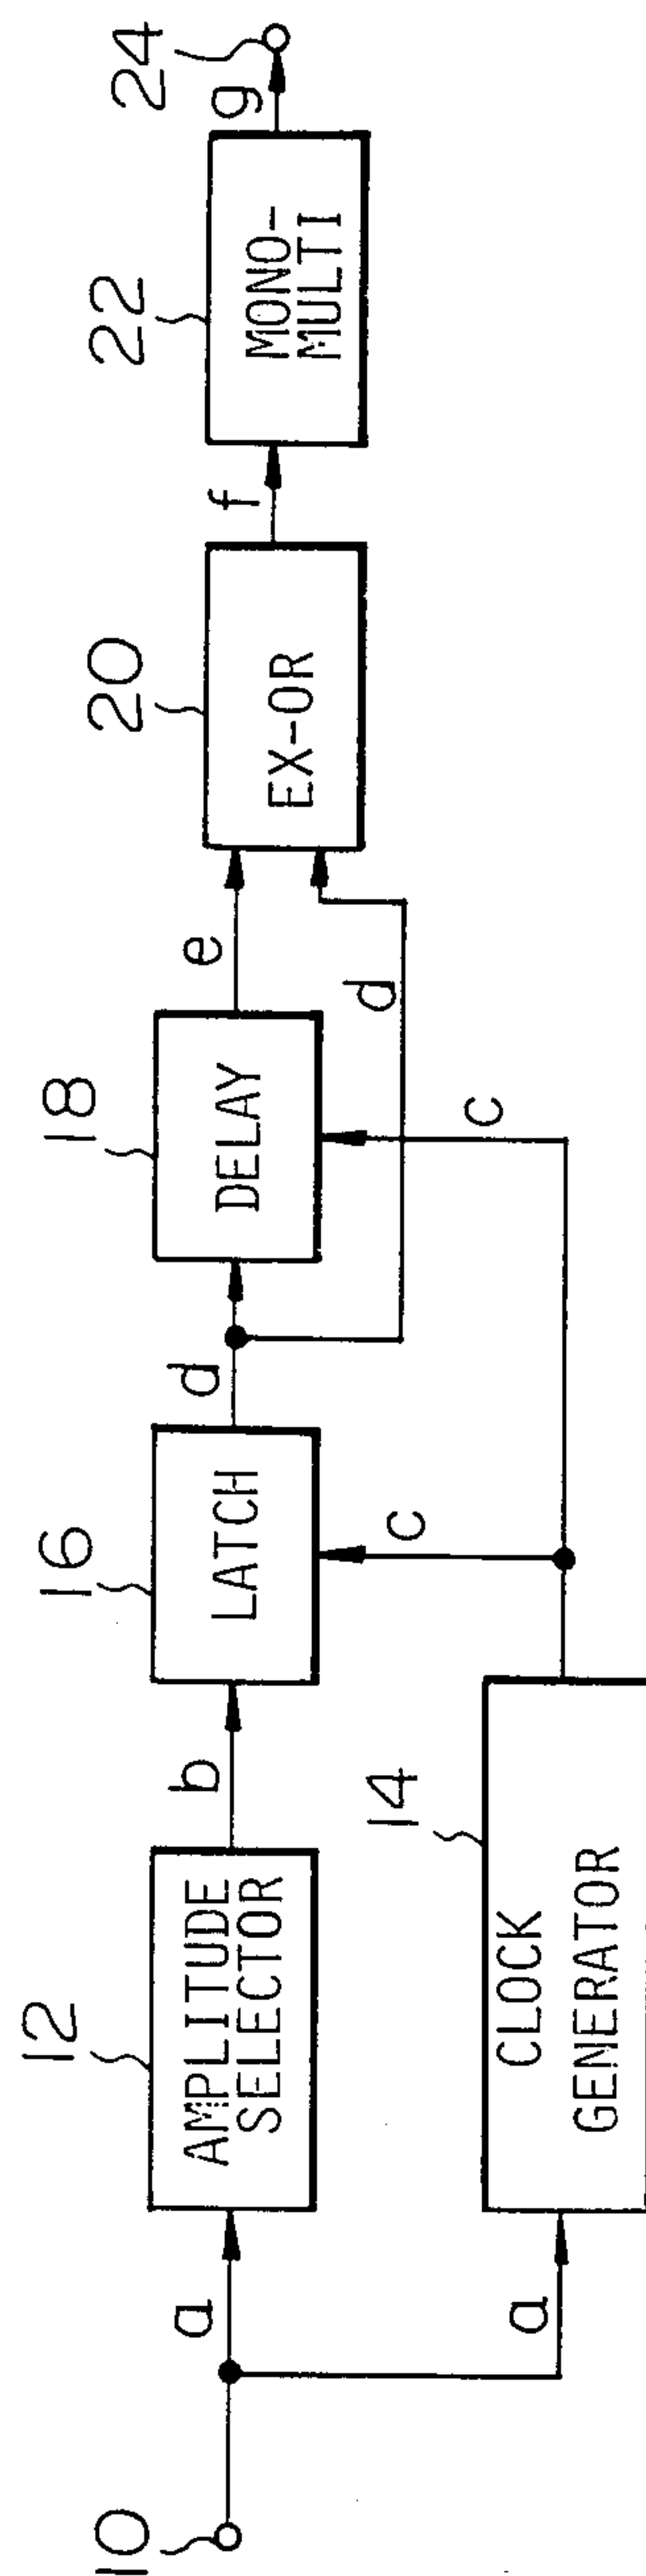 10
a
a
12
AMPLITUDE
SELECTOR
14
CLOCK
GENERATOR
b
16
LATCH
c
d
18
DELAY
c
d
e
20
EX-OR
f
22
MONO-
MULTI
g
24